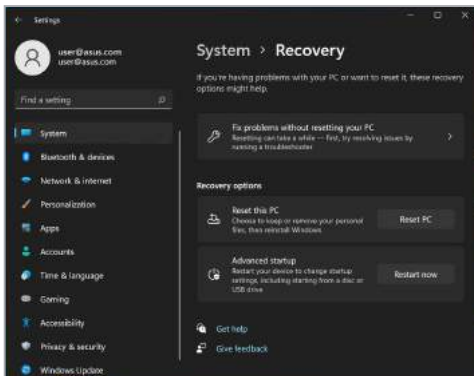 Settings
user@asus.com
user@asus.com
Find a setting
System
Bluetooth & devices
Network & internet
Personalization
Apps
Accounts
Time & language
Gaming
Accessibility
Privacy & security
Windows Update
System > Recovery
If you're having problems with your PC or want to reset it, these recovery
options might help.
Fix problems without resetting your PC
Resetting can take a while — first, try resolving issues by
running a troubleshooter
Recovery options
Reset this PC
Choose to keep or remove your personal
files, then reinstall Windows
Reset PC
Advanced startup
Restart your device to change startup
settings, including starting from a disc or
USB drive
Restart now
Get help
Give feedback